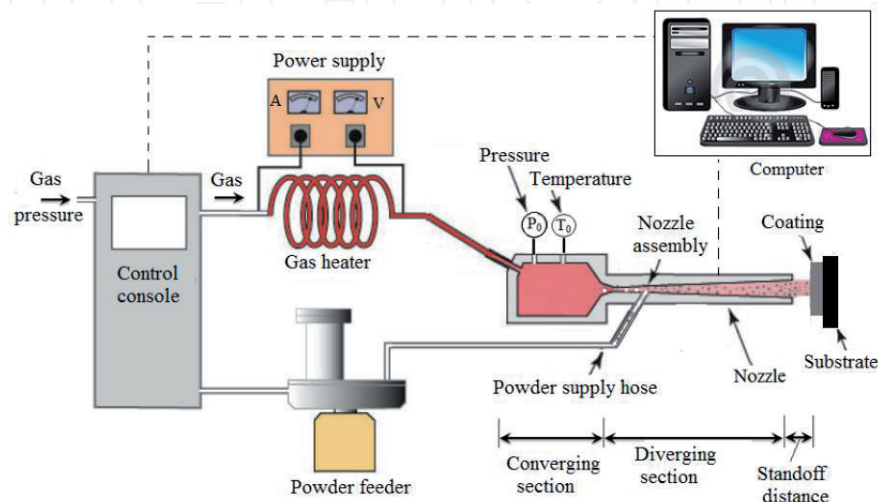 Power supply
A
V
Computer
Gas
pressure
Gas
Gas heater
Control
console
Pressure
Temperature
P0
T0
Nozzle
assembly
Coating
Substrate
Nozzle
Powder supply hose
Powder feeder
Converging
section
Diverging
section
Standoff
distance